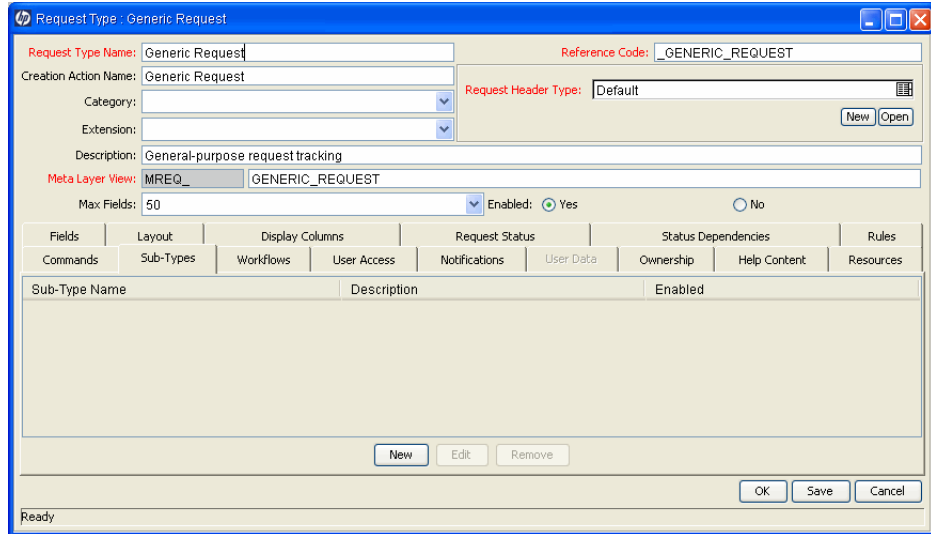 hp Request Type : Generic Request
Request Type Name: Generic Request Reference Code: _GENERIC_REQUEST
Creation Action Name: Generic Request
Request Header Type: Default
Category:
New Open
Extension:
Description: General-purpose request tracking
Meta Layer View: MREQ_ GENERIC_REQUEST
Max Fields: 50 Enabled: Yes No
Fields Layout Display Columns Request Status Status Dependencies Rules
Commands Sub-Types Workflows User Access Notifications User Data Ownership Help Content Resources
Sub-Type Name Description Enabled
New Edit Remove
OK Save Cancel
Ready